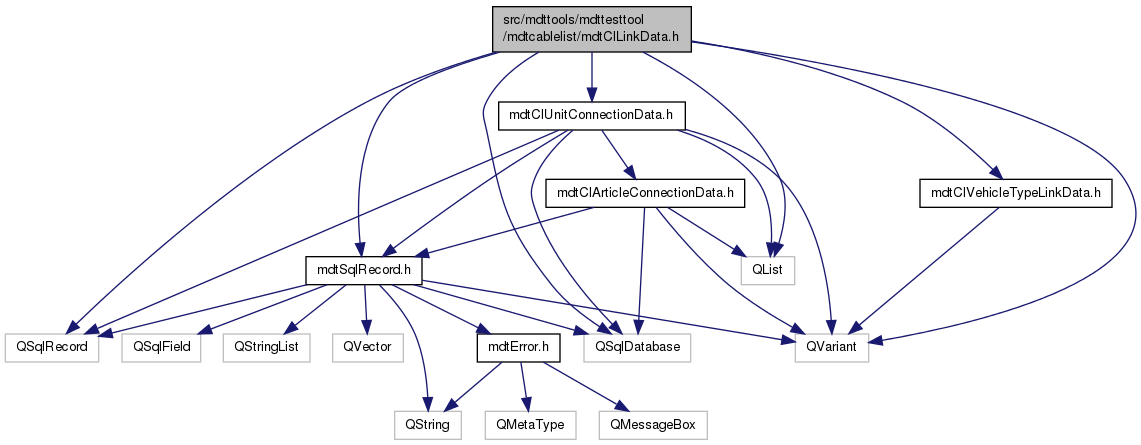 src/mdttools/mdttesttool
/mdtcablelist/mdtClLinkData.h
mdtClUnitConnectionData.h
mdtClArticleConnectionData.h
mdtClVehicleTypeLinkData.h
mdtSqlRecord.h
QList
QSqlRecord
QSqlField
QStringList
QVector
mdtError.h
QSqlDatabase
QVariant
QString
QMetaType
QMessageBox